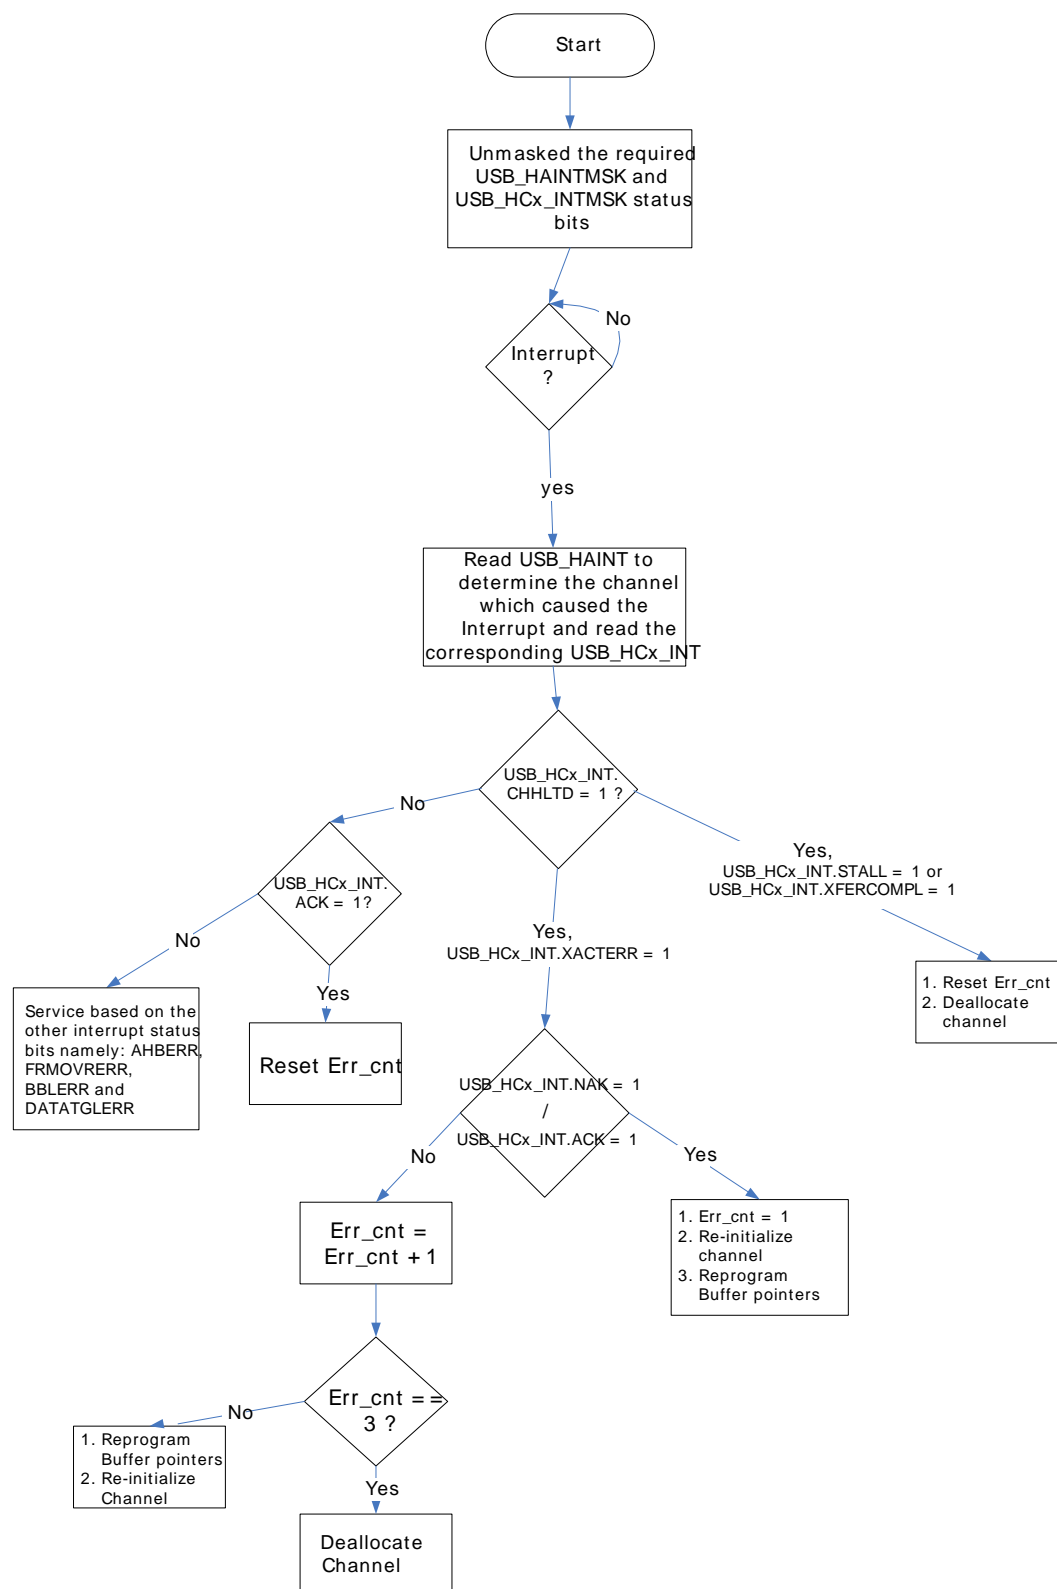 Start
Unmasked the required
USB_HAINTMSK and
USB_HCx_INTMSK status
bits
No
Interrupt
?
yes
Read USB_HAINT to
determine the channel
which caused the
Interrupt and read the
corresponding USB_HCx_INT
USB_HCx_INT.
CHHLTD = 1 ?
No
Yes,
USB_HCx_INT.STALL = 1 or
USB_HCx_INT.XFERCOMPL = 1
USB_HCx_INT.
ACK = 1?
No
Yes
Yes,
USB_HCx_INT.XACTERR = 1
1. Reset Err_cnt
2. Deallocate
channel
Service based on the
other interrupt status
bits namely: AHBERR,
FRMOVRERR,
BBLERR and
DATATGLERR
Reset Err_cnt
USB_HCx_INT.NAK = 1
/
USB_HCx_INT.ACK = 1
No
Yes
Err_cnt =
Err_cnt + 1
1. Err_cnt = 1
2. Re-initialize
channel
3. Reprogram
Buffer pointers
Err_cnt = =
3 ?
No
1. Reprogram
Buffer pointers
2. Re-initialize
Channel
Yes
Deallocate
Channel